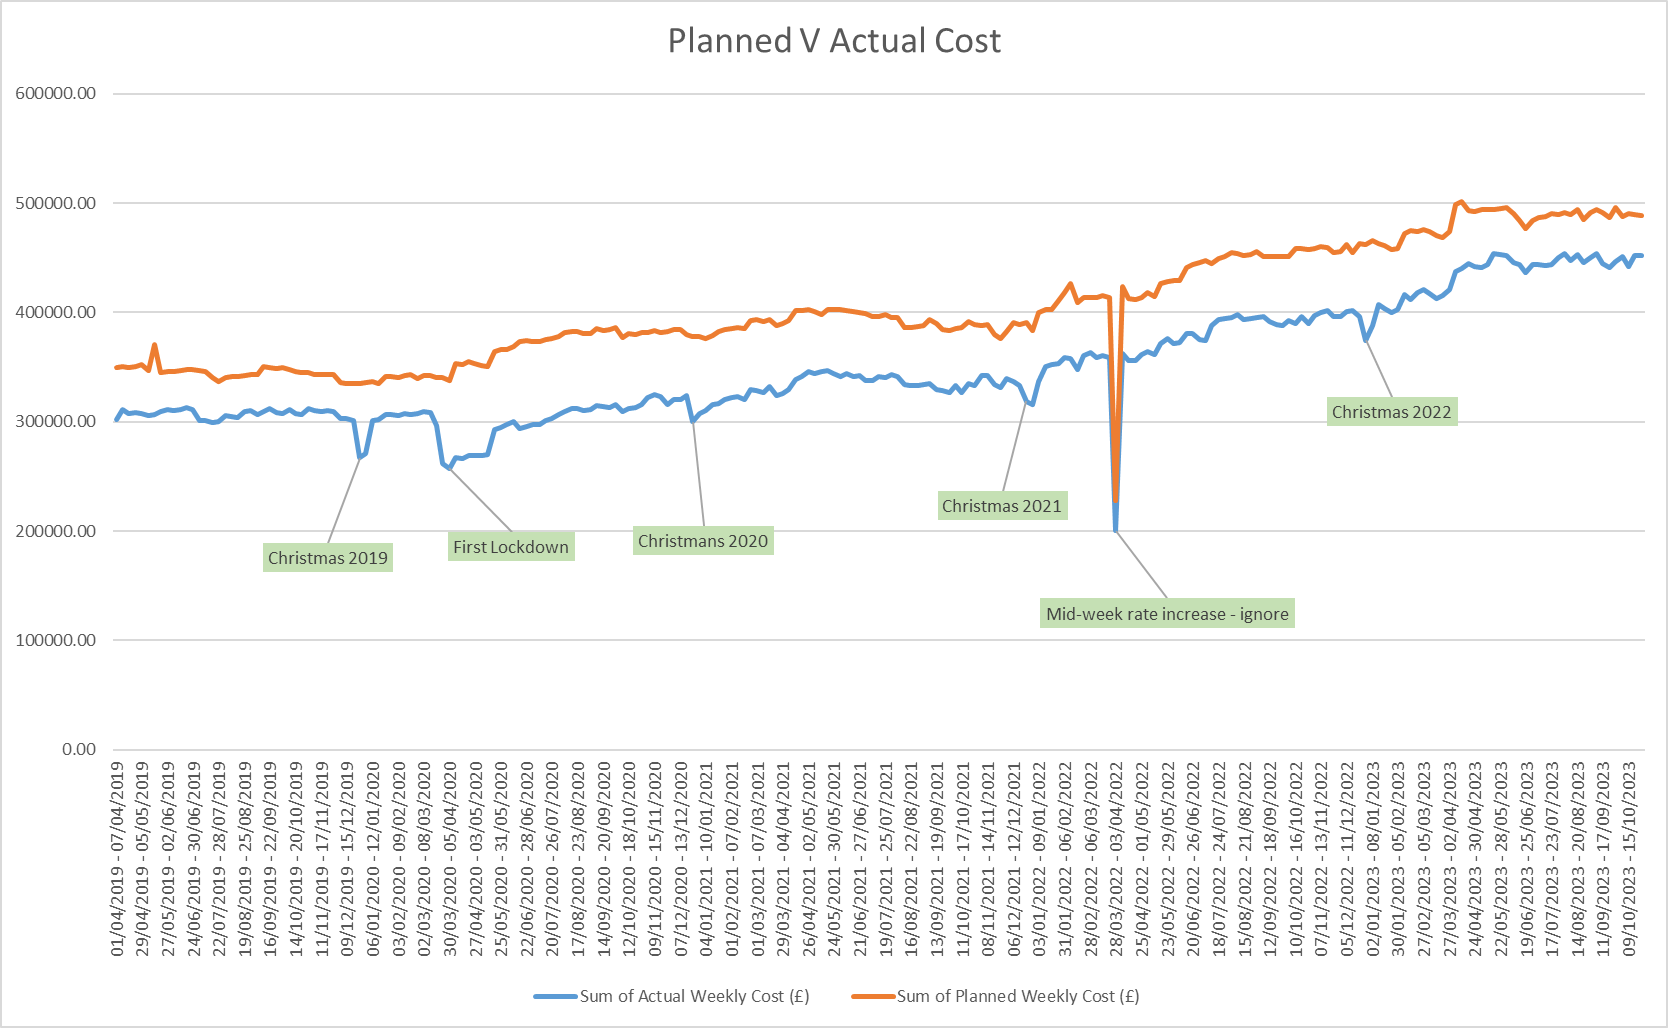 Planned V Actual Cost
600000.00
500000.00
400000.00
300000.00
200000.00
100000.00
0.00
Christmas 2019
First Lockdown
Christmans 2020
Christmas 2021
Mid-week rate increase - ignore
Christmas 2022
01/04/2019 - 07/04/2019
29/04/2019 - 05/05/2019
27/05/2019 - 02/06/2019
24/06/2019 - 30/06/2019
22/07/2019 - 28/07/2019
19/08/2019 - 25/08/2019
16/09/2019 - 22/09/2019
14/10/2019 - 20/10/2019
11/11/2019 - 17/11/2019
09/12/2019 - 15/12/2019
06/01/2020 - 12/01/2020
03/02/2020 - 09/02/2020
02/03/2020 - 08/03/2020
30/03/2020 - 05/04/2020
27/04/2020 - 03/05/2020
25/05/2020 - 31/05/2020
22/06/2020 - 28/06/2020
20/07/2020 - 26/07/2020
17/08/2020 - 23/08/2020
14/09/2020 - 20/09/2020
12/10/2020 - 18/10/2020
09/11/2020 - 15/11/2020
07/12/2020 - 13/12/2020
04/01/2021 - 10/01/2021
01/02/2021 - 07/02/2021
01/03/2021 - 07/03/2021
29/03/2021 - 04/04/2021
26/04/2021 - 02/05/2021
24/05/2021 - 30/05/2021
21/06/2021 - 27/06/2021
19/07/2021 - 25/07/2021
16/08/2021 - 22/08/2021
13/09/2021 - 19/09/2021
11/10/2021 - 17/10/2021
08/11/2021 - 14/11/2021
06/12/2021 - 12/12/2021
03/01/2022 - 09/01/2022
31/01/2022 - 06/02/2022
28/02/2022 - 06/03/2022
28/03/2022 - 03/04/2022
25/04/2022 - 01/05/2022
23/05/2022 - 29/05/2022
20/06/2022 - 26/06/2022
18/07/2022 - 24/07/2022
15/08/2022 - 21/08/2022
12/09/2022 - 18/09/2022
10/10/2022 - 16/10/2022
07/11/2022 - 13/11/2022
05/12/2022 - 11/12/2022
02/01/2023 - 08/01/2023
30/01/2023 - 05/02/2023
27/02/2023 - 05/03/2023
27/03/2023 - 02/04/2023
24/04/2023 - 30/04/2023
22/05/2023 - 28/05/2023
19/06/2023 - 25/06/2023
17/07/2023 - 23/07/2023
14/08/2023 - 20/08/2023
11/09/2023 - 17/09/2023
09/10/2023 - 15/10/2023
Sum of Actual Weekly Cost (£)
Sum of Planned Weekly Cost (£)